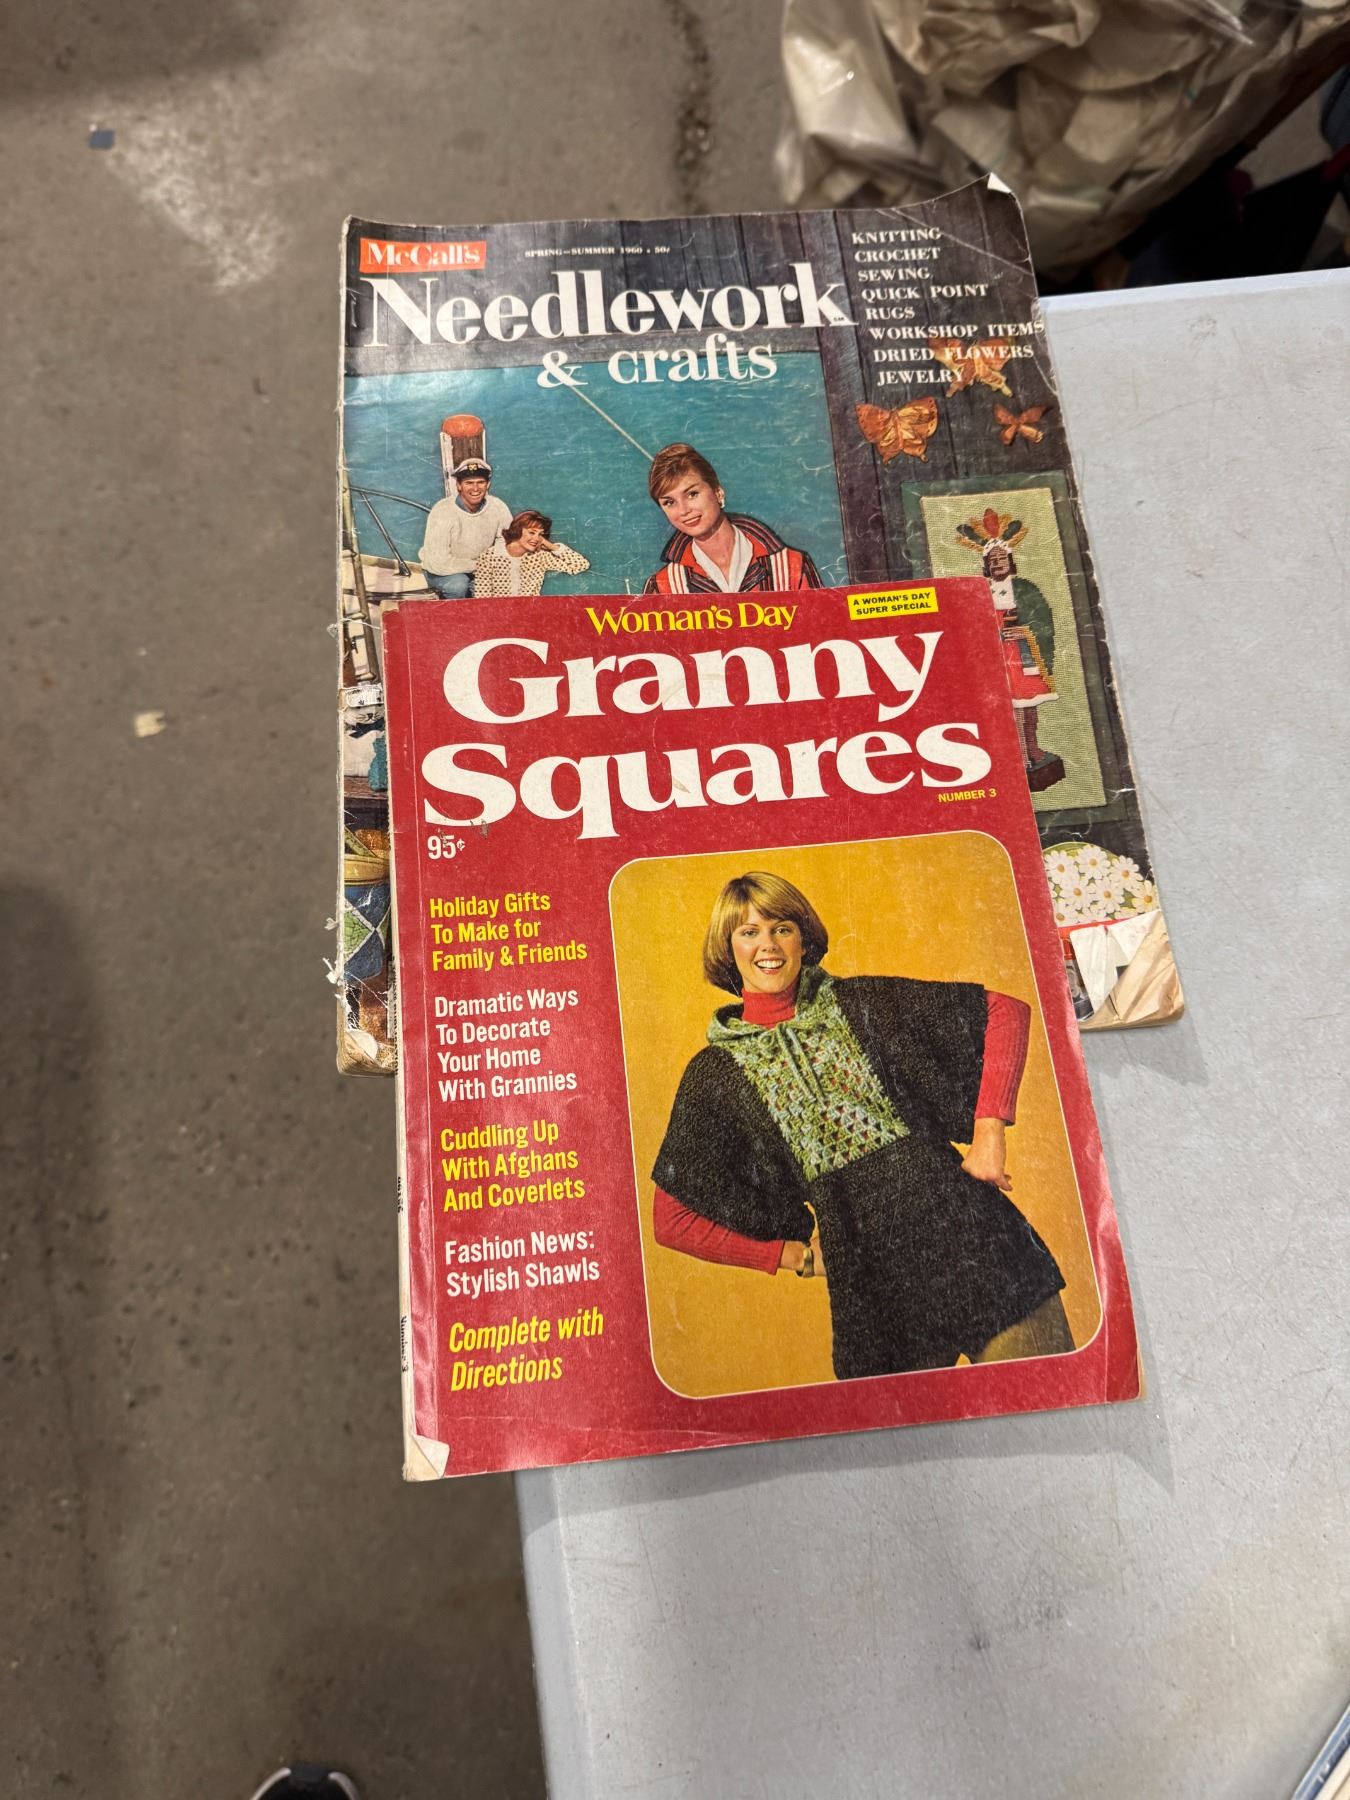 McCall's
SPRING-SUMMER 1960 • 50¢
Needlework
& crafts
KNITTING
CROCHET
SEWING
QUICK POINT
RUGS
WORKSHOP ITEMS
DRIED FLOWERS
JEWELRY
Woman's Day
A WOMAN'S DAY
SUPER SPECIAL
Granny
Squares
NUMBER 3
95¢
Holiday Gifts
To Make for
Family & Friends
Dramatic Ways
To Decorate
Your Home
With Grannies
Cuddling Up
With Afghans
And Coverlets
Fashion News:
Stylish Shawls
Complete with
Directions
Number 3